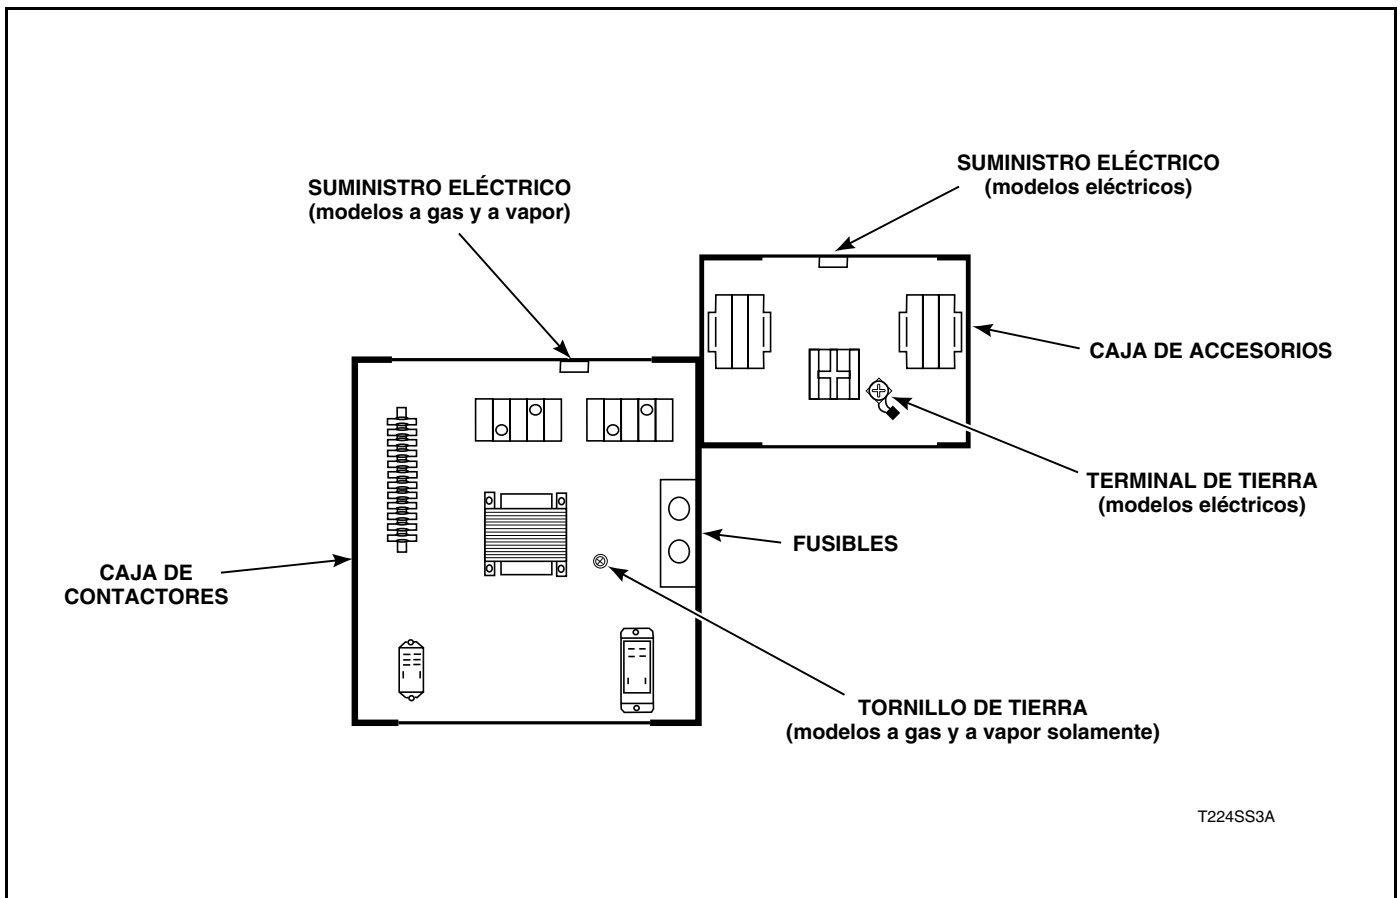 SUMINISTRO ELÉCTRICO
(modelos eléctricos)
SUMINISTRO ELÉCTRICO
(modelos a gas y a vapor)
CAJA DE ACCESORIOS
TERMINAL DE TIERRA
(modelos eléctricos)
FUSIBLES
CAJA DE
CONTACTORES
TORNILLO DE TIERRA
(modelos a gas y a vapor solamente)
T224SS3A